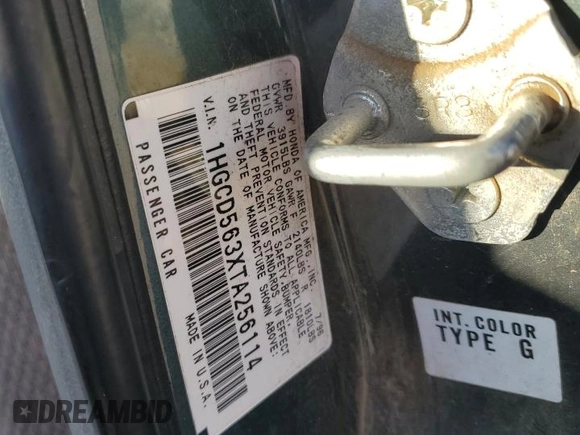 MFD.BY HONDA OF AMERICA MFG.,INC. 7/96
GVWR 3915LBS GAWR F 2140LBS R 1810LBS
THIS VEHICLE CONFORMS TO ALL APPLICABLE
FEDERAL MOTOR VEHICLE SAFETY,BUMPER,
AND THEFT PREVENTION STANDARDS IN EFFECT
ON THE DATE OF MANUFACTURE SHOWN ABOVE:
V.I.N. 1HGCD563XTA256114
PASSENGER CAR MADE IN U.S.A.
INT. COLOR
TYPE G
DREAMBID